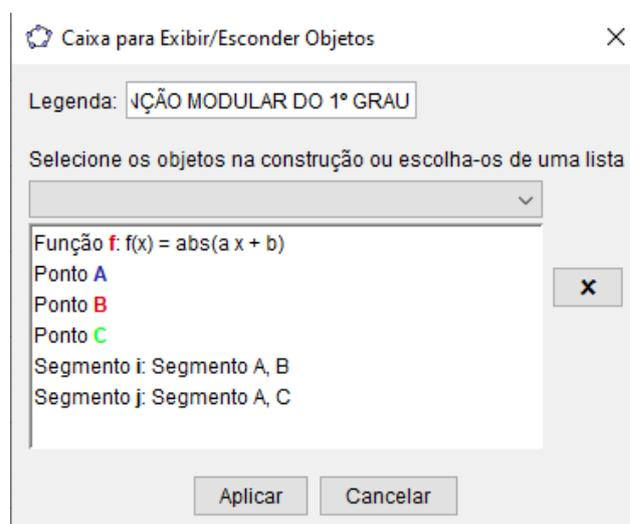 Caixa para Exibir/Esconder Objetos
Legenda: NÇÃO MODULAR DO 1º GRAU
Selecione os objetos na construção ou escolha-os de uma lista
Função f: f(x) = abs(a x + b)
Ponto A
Ponto B
Ponto C
Segmento i: Segmento A, B
Segmento j: Segmento A, C
Aplicar
Cancelar